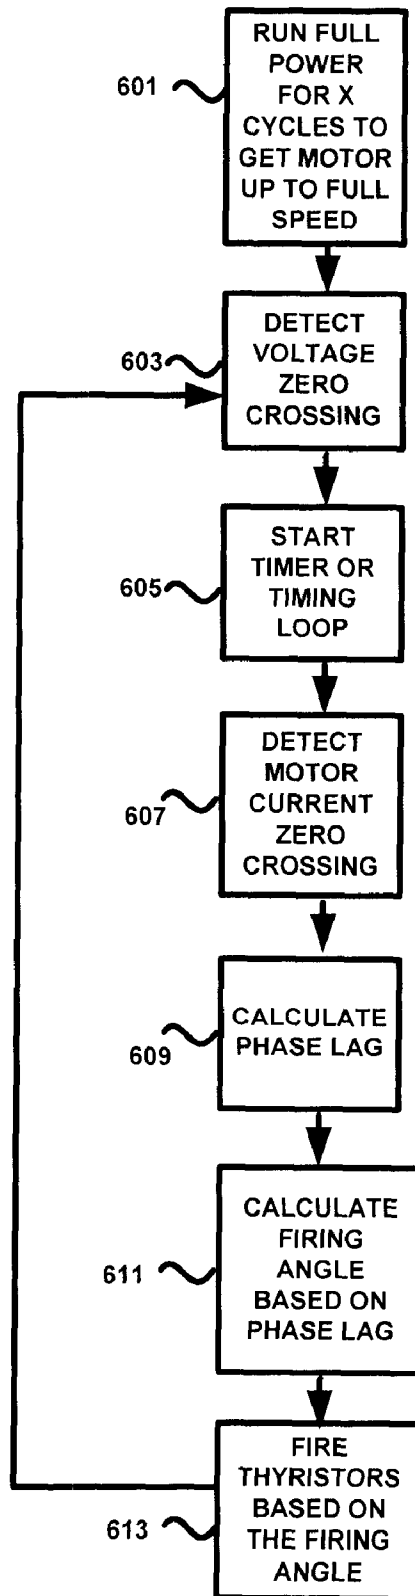 601
RUN FULL
POWER
FOR X
CYCLES TO
GET MOTOR
UP TO FULL
SPEED
603
DETECT
VOLTAGE
ZERO
CROSSING
605
START
TIMER OR
TIMING
LOOP
607
DETECT
MOTOR
CURRENT
ZERO
CROSSING
609
CALCULATE
PHASE LAG
611
CALCULATE
FIRING
ANGLE
BASED ON
PHASE LAG
613
FIRE
THYRISTORS
BASED ON
THE FIRING
ANGLE